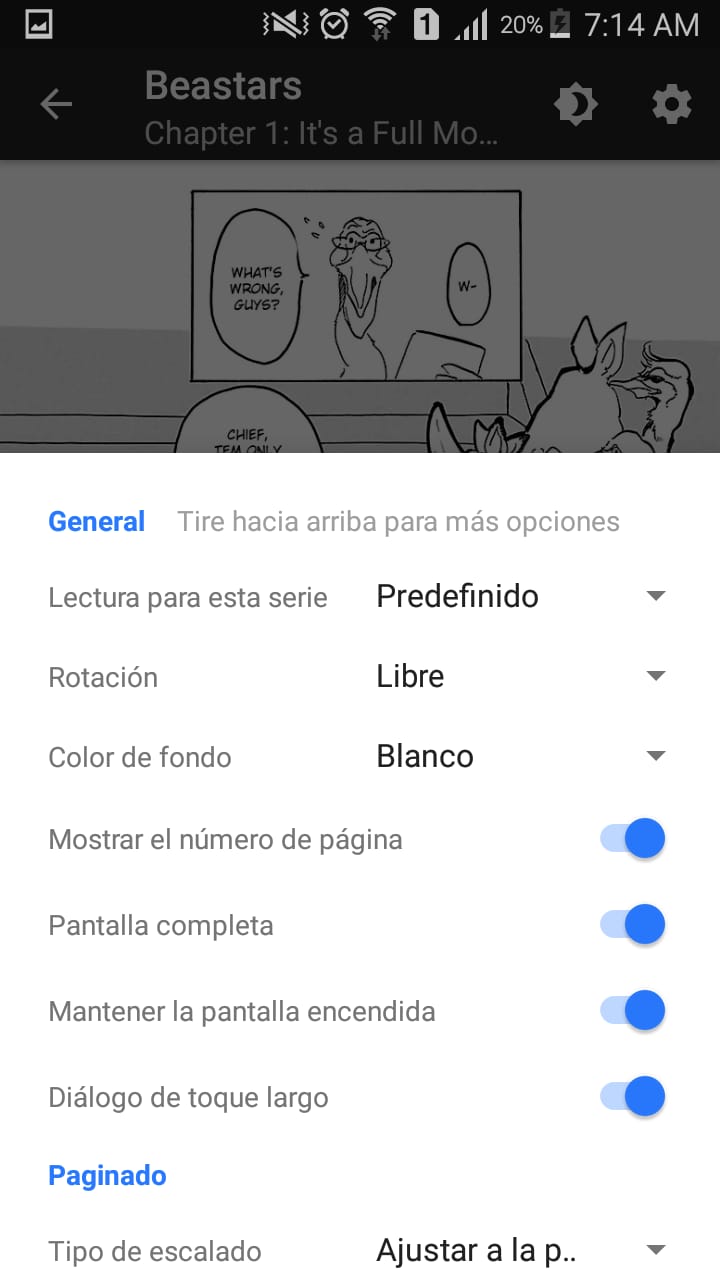 1 20% 7:14 AM
Beastars
Chapter 1: It's a Full Mo...
WHAT'S
WRONG,
GUYS?
W-
CHIEF,
TEM ONLY
General Tire hacia arriba para más opciones
Lectura para esta serie Predefinido
Rotación Libre
Color de fondo Blanco
Mostrar el número de página
Pantalla completa
Mantener la pantalla encendida
Diálogo de toque largo
Paginado
Tipo de escalado Ajustar a la p..